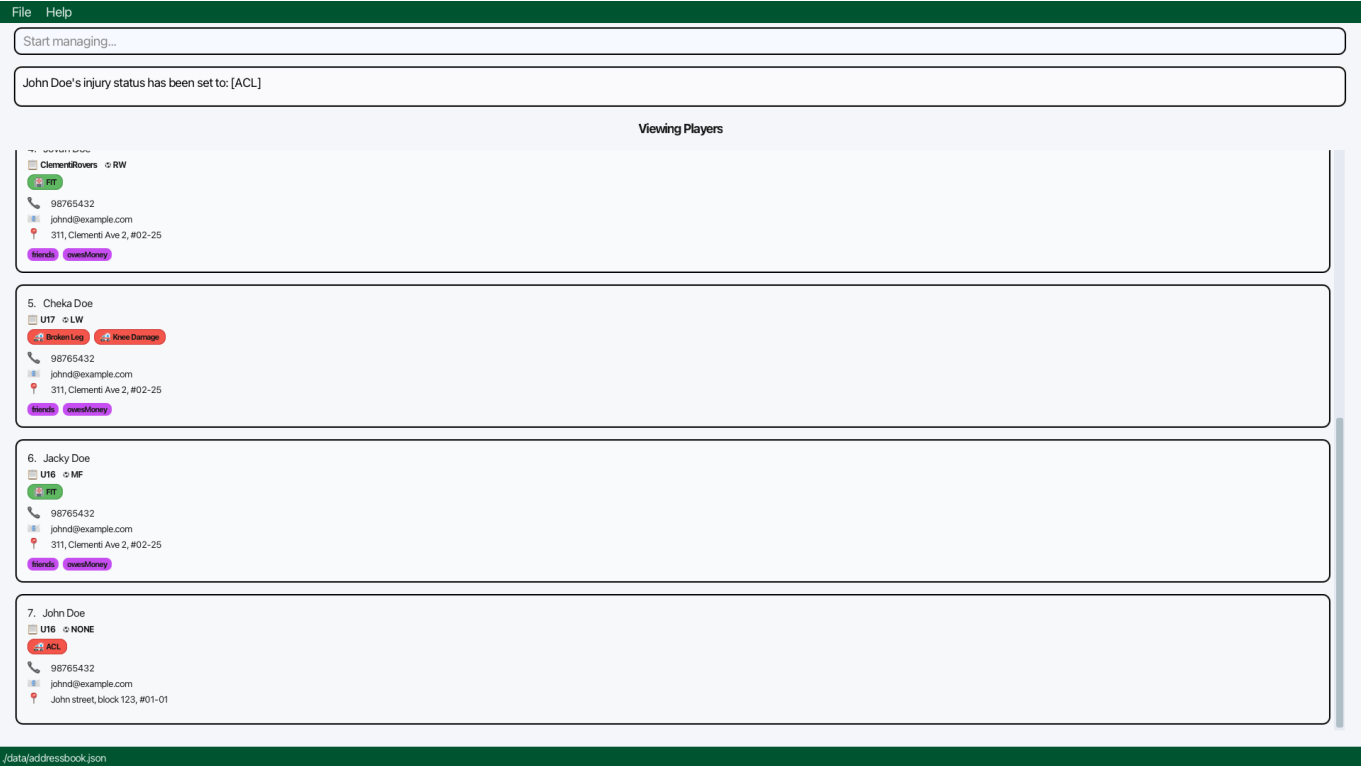 File Help
Start managing...
John Doe's injury status has been set to: [ACL]
Viewing Players
4. Jovan Doe
ClementiRovers RW
FIT
98765432
johnd@example.com
311, Clementi Ave 2, #02-25
friends owesMoney
5. Cheka Doe
U17 LW
Broken Leg Knee Damage
98765432
johnd@example.com
311, Clementi Ave 2, #02-25
friends owesMoney
6. Jacky Doe
U16 MF
FIT
98765432
johnd@example.com
311, Clementi Ave 2, #02-25
friends owesMoney
7. John Doe
U16 NONE
ACL
98765432
johnd@example.com
John street, block 123, #01-01
./data/addressbook.json